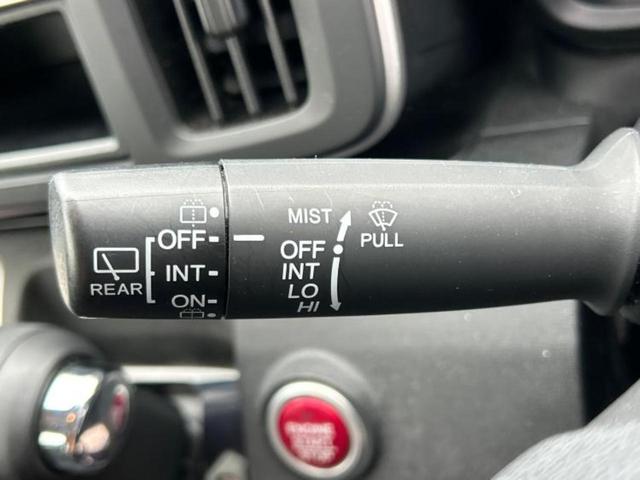 REAR
OFF
INT
ON
MIST
OFF
INT
LO
HI
PULL
ENGINE
START
STOP